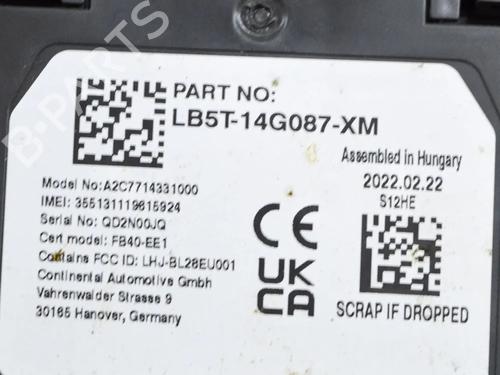 PART NO:
LB5T-14G087-XM
Assembled in Hungary
2022.02.22
S12HE
Model No:A2C7714331000
IMEI: 355131119815924
Serial No: QD2N00JQ
Cert model: FB40-EE1
Contains FCC ID: LHJ-BL28EU001
Continental Automotive GmbH
Vahrenwalder Strasse 9
30165 Hanover, Germany
CE
UK
CA
SCRAP IF DROPPED
B-PARTS